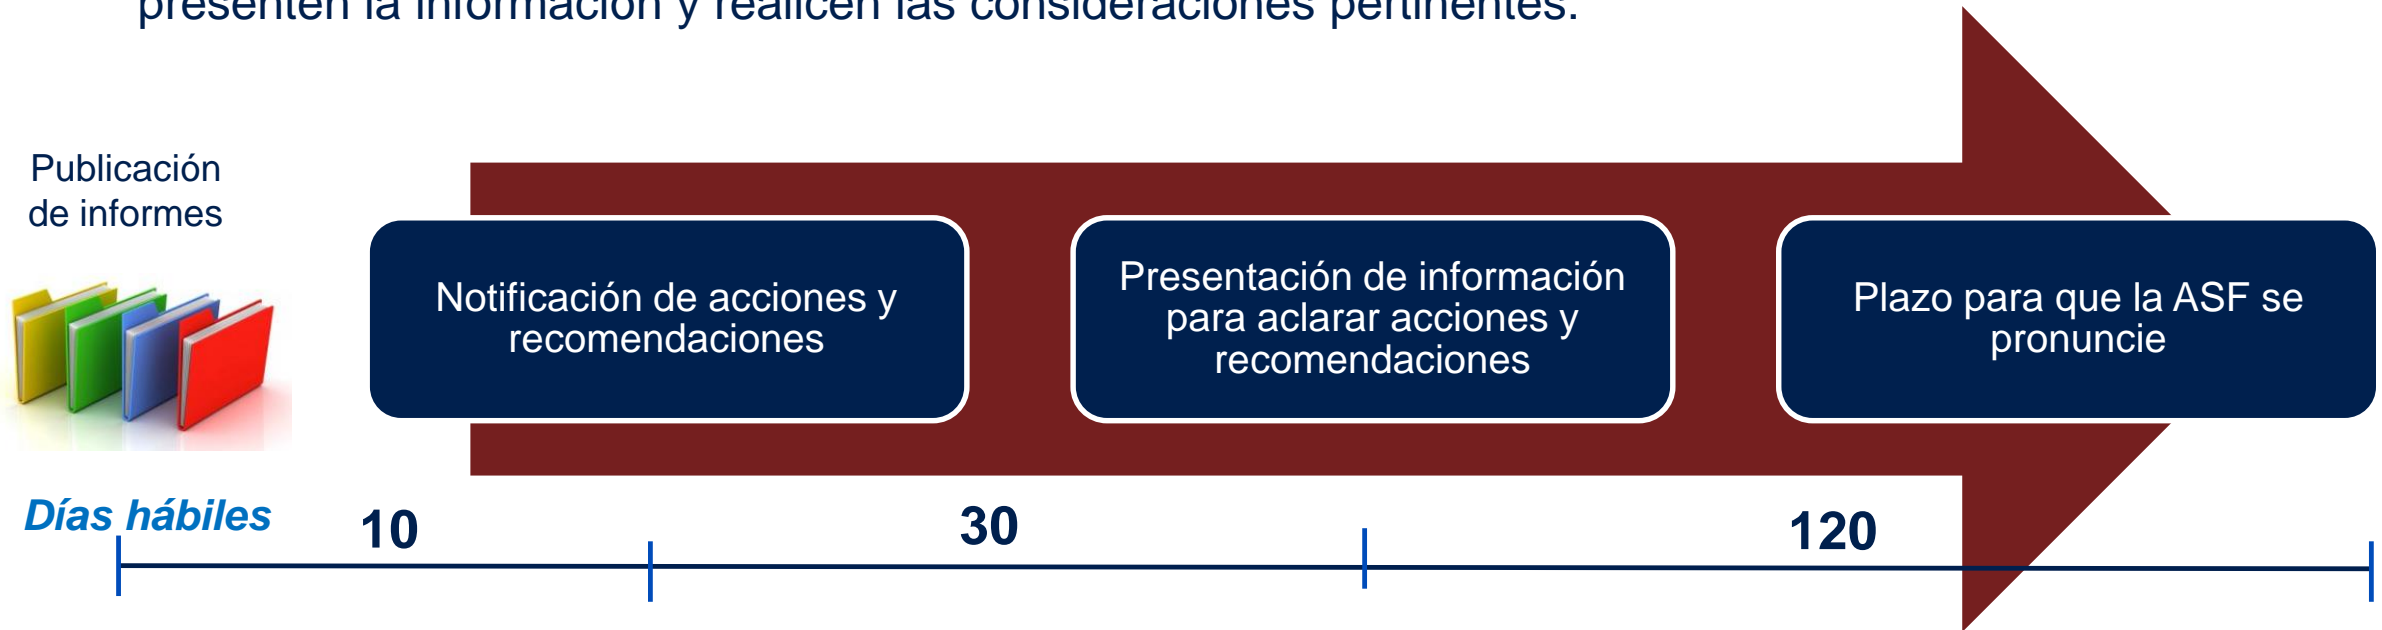 presenten la información y realicen las consideraciones pertinentes.
Publicación
de informes
Notificación de acciones y
recomendaciones
Presentación de información
para aclarar acciones y
recomendaciones
Plazo para que la ASF se
pronuncie
Días hábiles
10
30
120